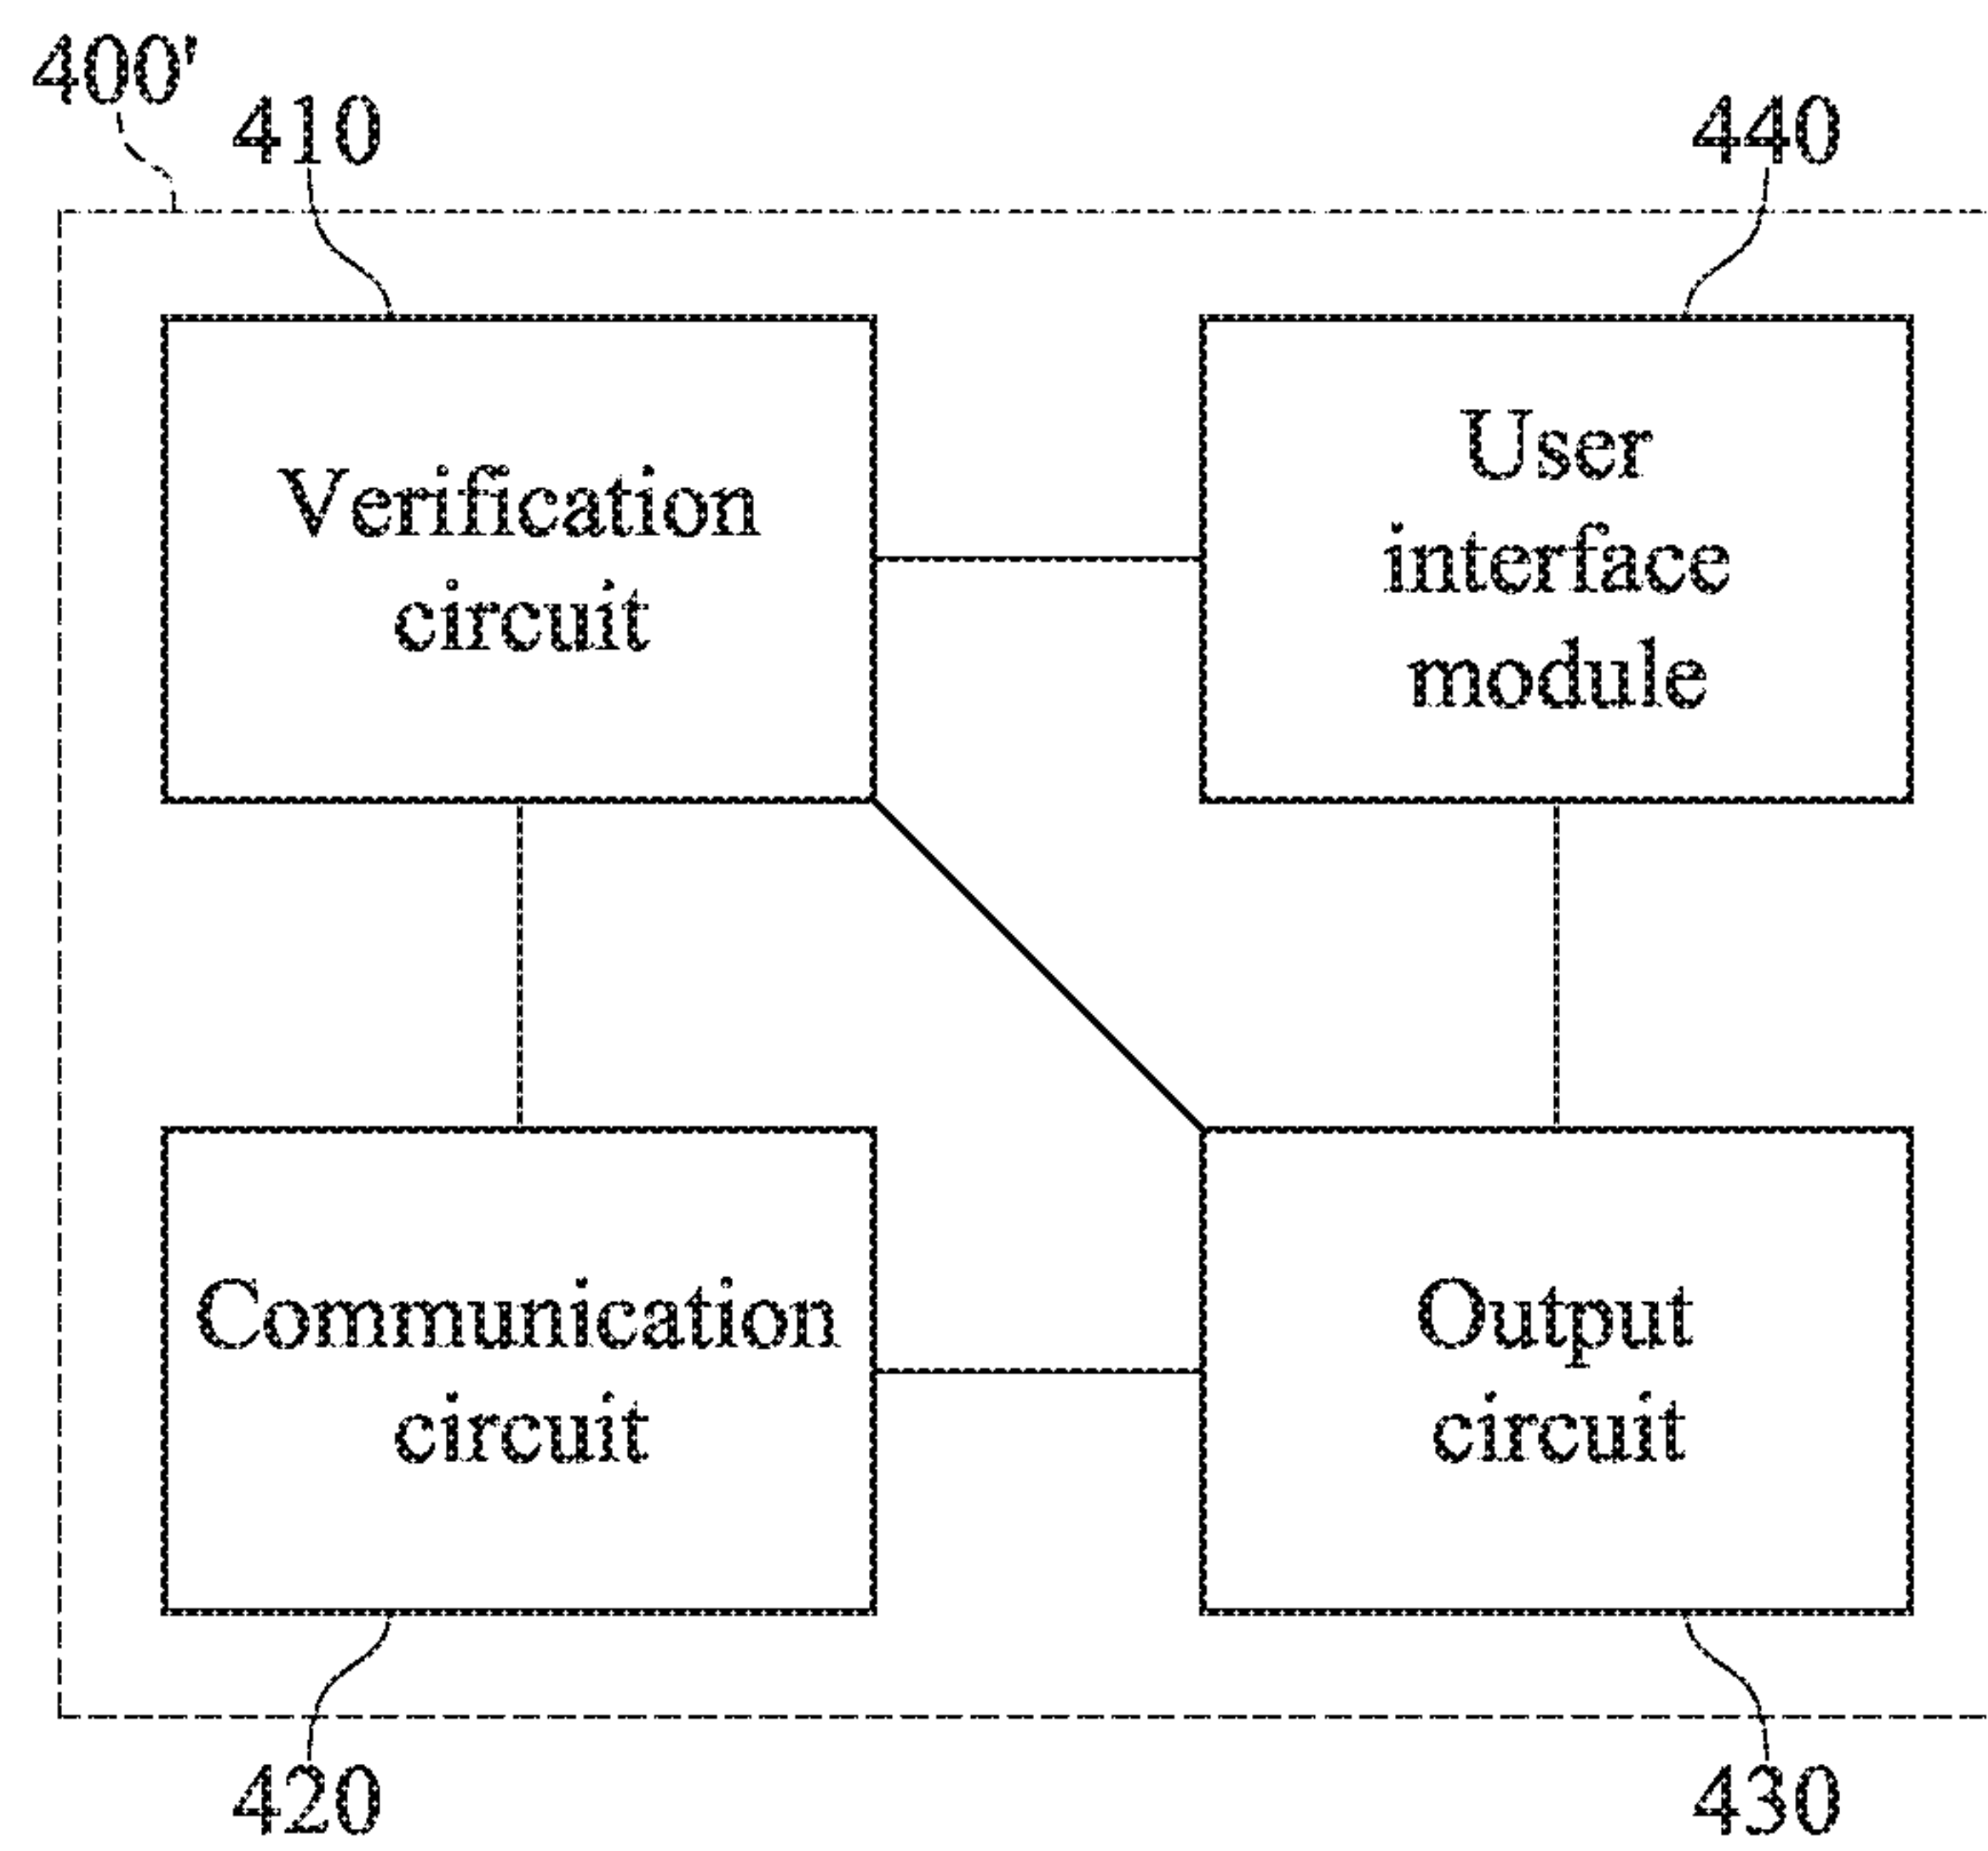 400'
410
440
Verification
circuit
User
interface
module
Communication
circuit
Output
circuit
420
430